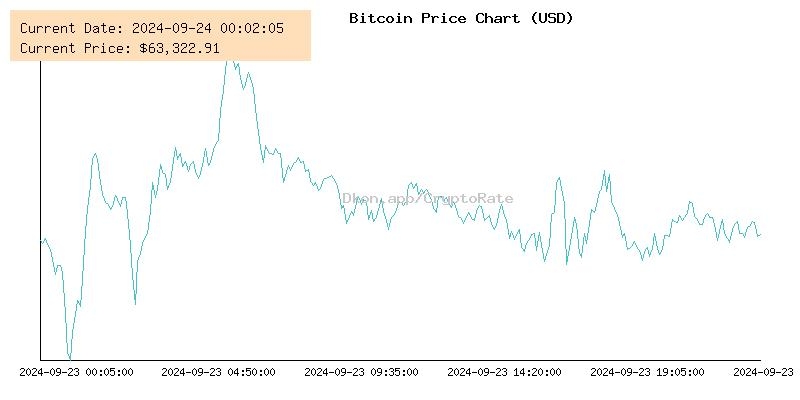 Bitcoin Price Chart (USD)
Current Date: 2024-09-24 00:02:05
Current Price: $63,322.91
Dkon.app/CryptoRate
2024-09-23 00:05:00 2024-09-23 04:50:00 2024-09-23 09:35:00 2024-09-23 14:20:00 2024-09-23 19:05:00 2024-09-23